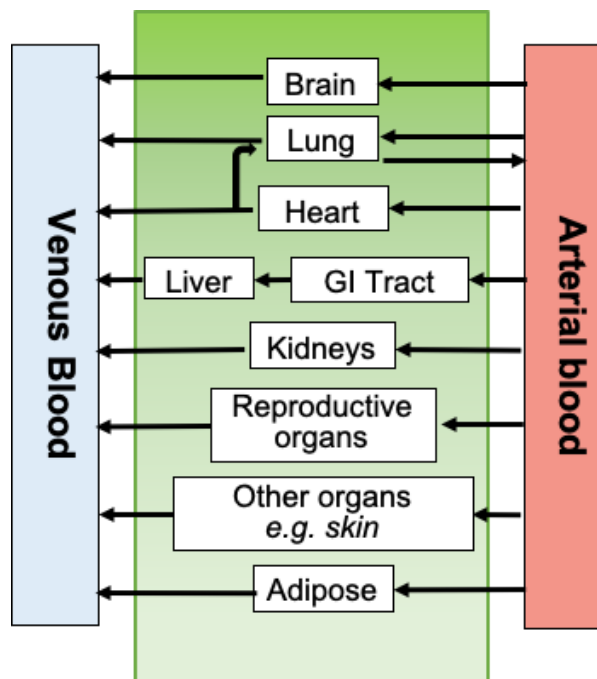 Venous Blood
Brain
Lung
Heart
Liver
GI Tract
Kidneys
Reproductive
organs
Other organs
e.g. skin
Adipose
Arterial blood